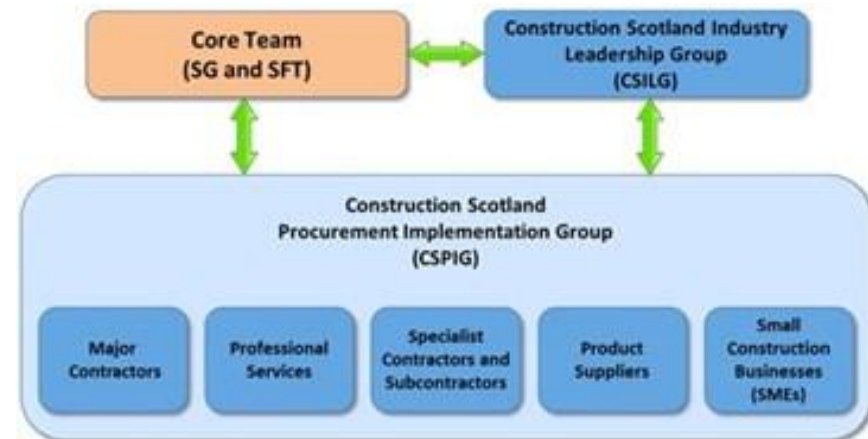 Core Team
(SG and SFT)
Construction Scotland Industry
Leadership Group
(CSILG)
Construction Scotland
Procurement Implementation Group
(CSPIG)
Major
Contractors
Professional
Services
Specialist
Contractors and
Subcontractors
Product
Suppliers
Small
Construction
Businesses
(SMEs)